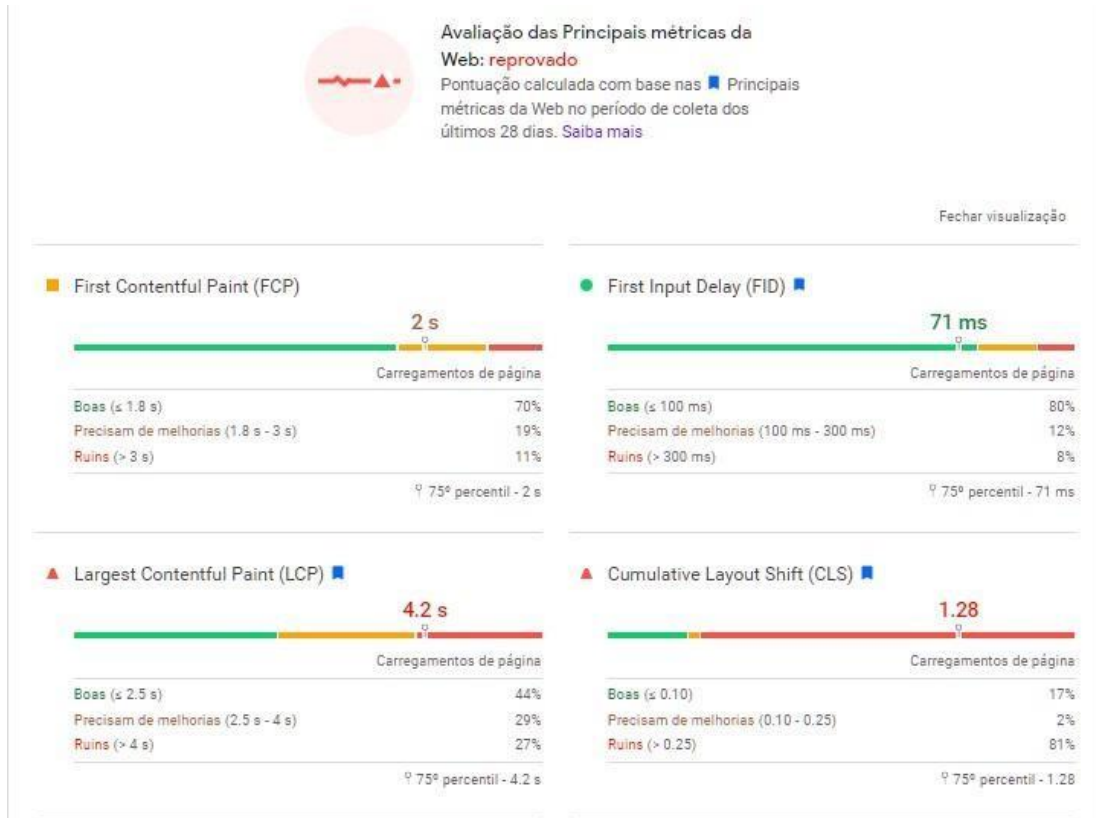 Avaliação das Principais métricas da
Web: reprovado
Pontuação calculada com base nas Principais
métricas da Web no período de coleta dos
últimos 28 dias. Saiba mais
Fechar visualização
First Contentful Paint (FCP)
2 s
Carregamentos de página
Boas (≤ 1.8 s) 70%
Precisam de melhorias (1.8 s - 3 s) 19%
Ruins (> 3 s) 11%
75º percentil - 2 s
First Input Delay (FID)
71 ms
Carregamentos de página
Boas (≤ 100 ms) 80%
Precisam de melhorias (100 ms - 300 ms) 12%
Ruins (> 300 ms) 8%
75º percentil - 71 ms
Largest Contentful Paint (LCP)
4.2 s
Carregamentos de página
Boas (≤ 2.5 s) 44%
Precisam de melhorias (2.5 s - 4 s) 29%
Ruins (> 4 s) 27%
75º percentil - 4.2 s
Cumulative Layout Shift (CLS)
1.28
Carregamentos de página
Boas (≤ 0.10) 17%
Precisam de melhorias (0.10 - 0.25) 2%
Ruins (> 0.25) 81%
75º percentil - 1.28